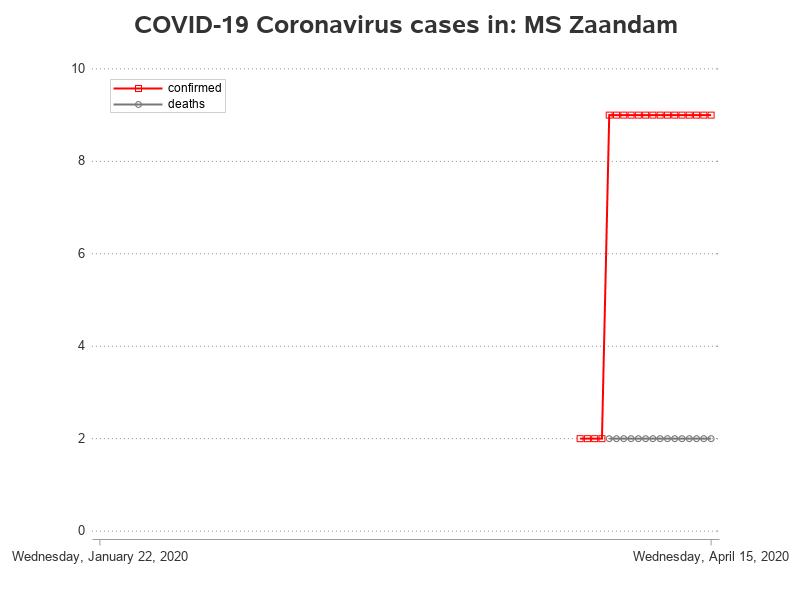 COVID-19 Coronavirus cases in: MS Zaandam
10
confirmed
deaths
8
6
4
2
0
Wednesday, January 22, 2020
Wednesday, April 15, 2020